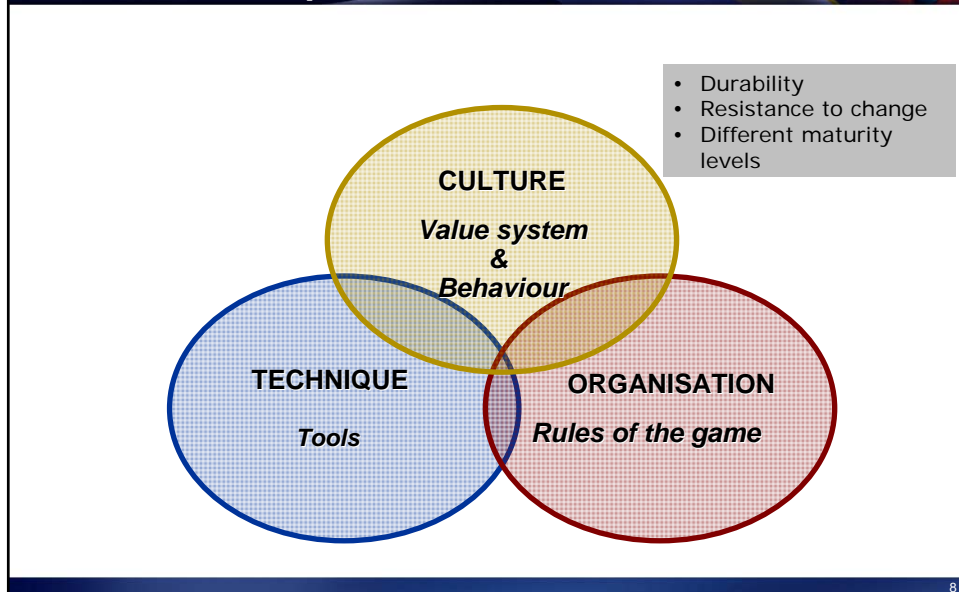 • Durability
• Resistance to change
• Different maturity
levels
CULTURE
Value system
&
Behaviour
TECHNIQUE
Tools
ORGANISATION
Rules of the game
8